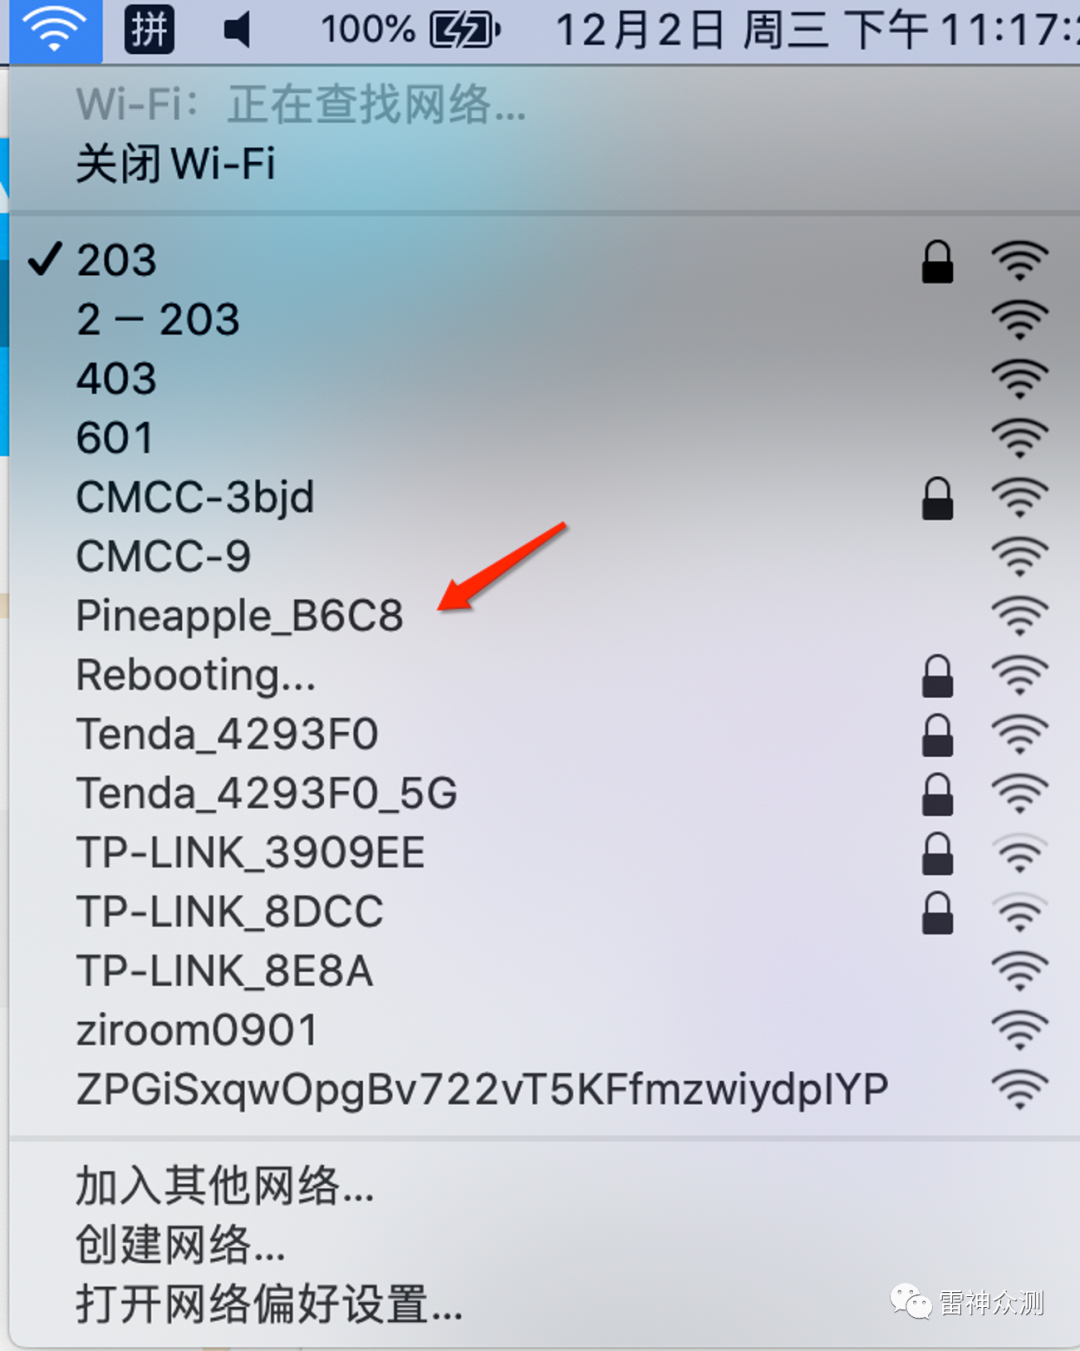 拼 100% 12月2日 周三 下午11:17:
Wi-Fi：正在查找网络...
关闭 Wi-Fi
203
2 – 203
403
601
CMCC-3bjd
CMCC-9
Pineapple_B6C8
Rebooting...
Tenda_4293F0
Tenda_4293F0_5G
TP-LINK_3909EE
TP-LINK_8DCC
TP-LINK_8E8A
ziroom0901
ZPGiSxqwOpgBv722vT5KFfmzwiydpIYP
加入其他网络...
创建网络...
打开网络偏好设置...
雷神众测